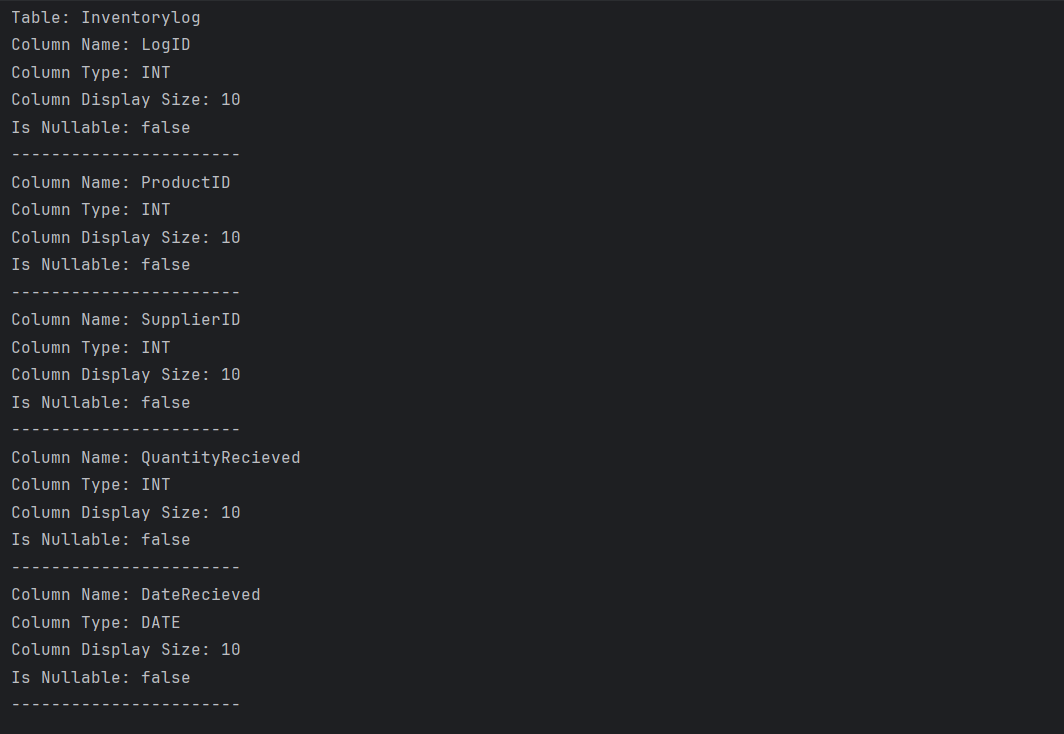 Table: Inventorylog
Column Name: LogID
Column Type: INT
Column Display Size: 10
Is Nullable: false
-----------------------
Column Name: ProductID
Column Type: INT
Column Display Size: 10
Is Nullable: false
-----------------------
Column Name: SupplierID
Column Type: INT
Column Display Size: 10
Is Nullable: false
-----------------------
Column Name: QuantityRecieved
Column Type: INT
Column Display Size: 10
Is Nullable: false
-----------------------
Column Name: DateRecieved
Column Type: DATE
Column Display Size: 10
Is Nullable: false
-----------------------